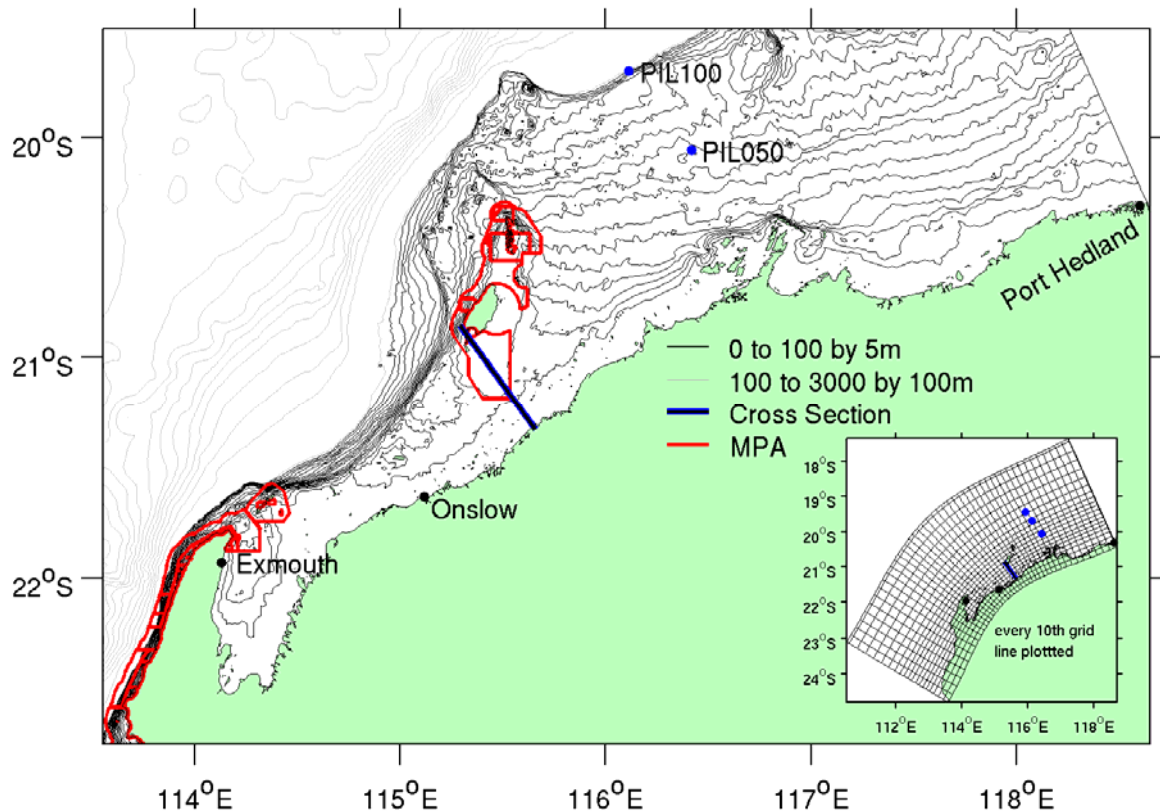 PIL100
20°S
PIL050
Port Hedland
21°S
0 to 100 by 5m
100 to 3000 by 100m
Cross Section
MPA
Onslow
Exmouth
22°S
18°S
19°S
20°S
21°S
22°S
23°S
24°S
every 10th grid
line plottted
112°E
114°E
116°E
118°E
114°E
115°E
116°E
117°E
118°E